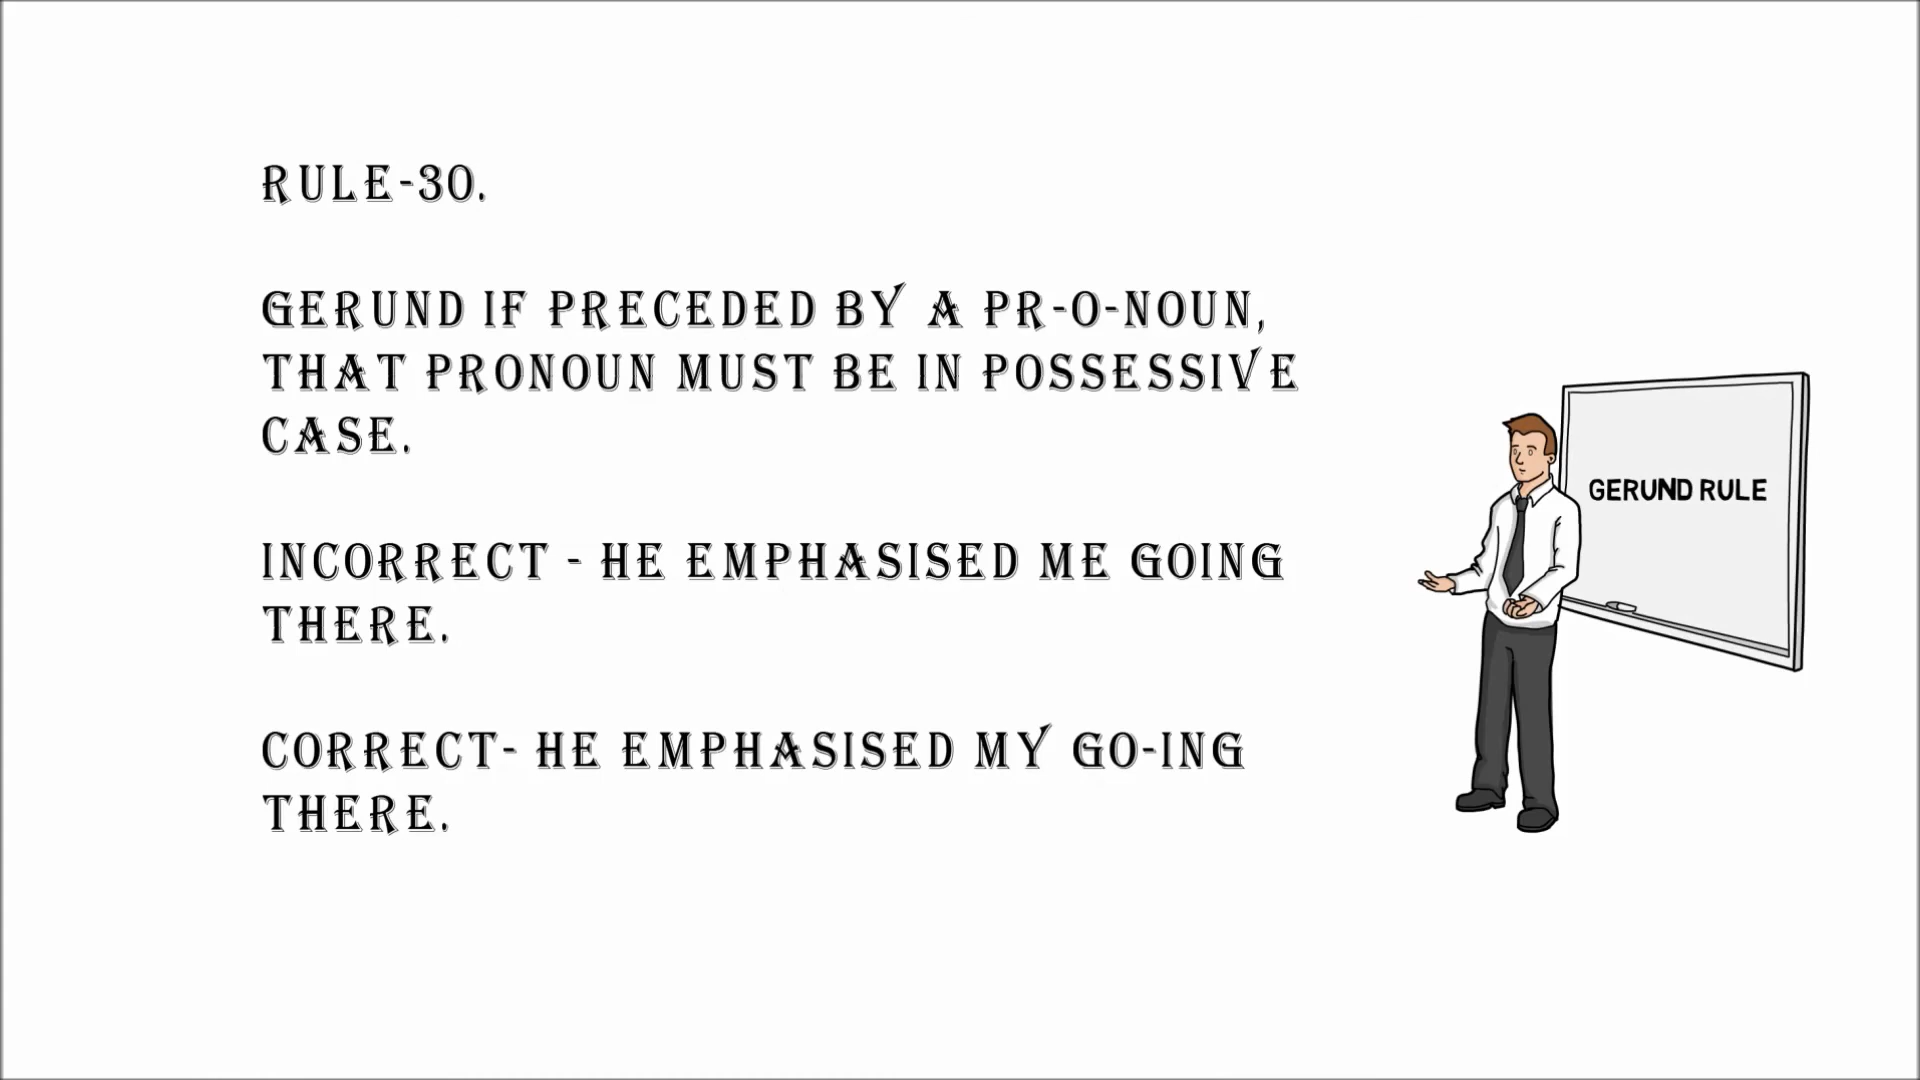 RULE-30.
GERUND IF PRECEDED BY A PR-O-NOUN,
THAT PRONOUN MUST BE IN POSSESSIVE
CASE.
INCORRECT - HE EMPHASISED ME GOING
THERE.
CORRECT- HE EMPHASISED MY GO-ING
THERE.
GERUND RULE